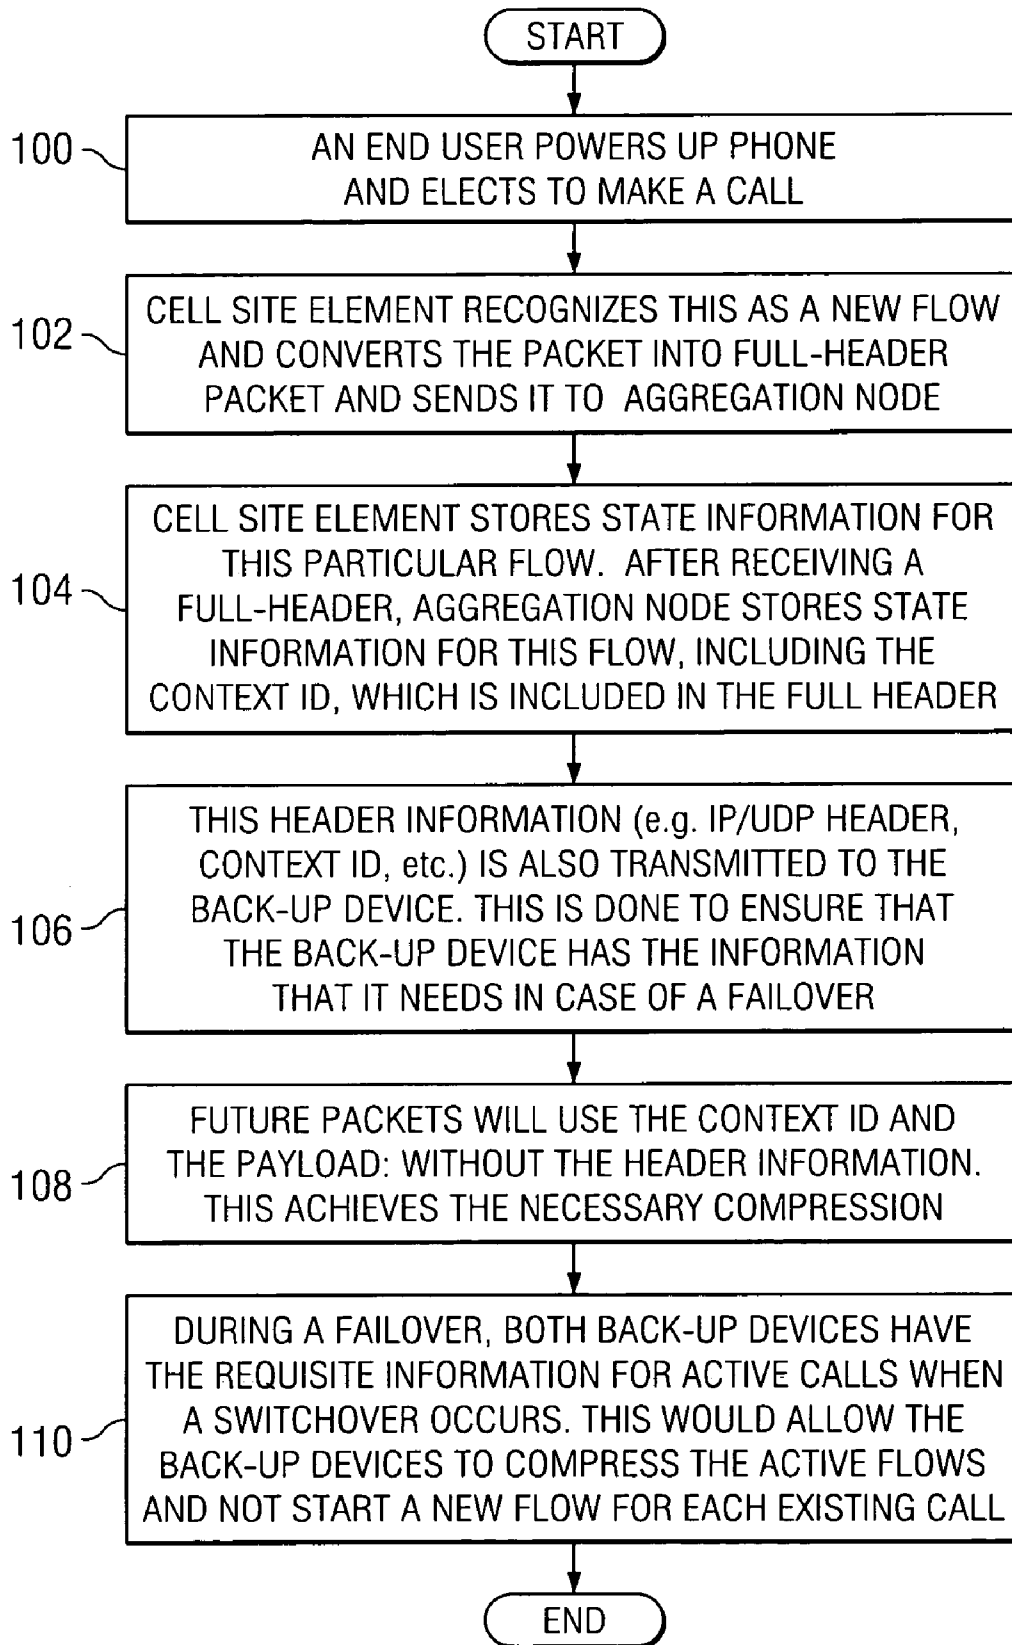 START
100
AN END USER POWERS UP PHONE
AND ELECTS TO MAKE A CALL
102
CELL SITE ELEMENT RECOGNIZES THIS AS A NEW FLOW
AND CONVERTS THE PACKET INTO FULL-HEADER
PACKET AND SENDS IT TO AGGREGATION NODE
104
CELL SITE ELEMENT STORES STATE INFORMATION FOR
THIS PARTICULAR FLOW. AFTER RECEIVING A
FULL-HEADER, AGGREGATION NODE STORES STATE
INFORMATION FOR THIS FLOW, INCLUDING THE
CONTEXT ID, WHICH IS INCLUDED IN THE FULL HEADER
106
THIS HEADER INFORMATION (e.g. IP/UDP HEADER,
CONTEXT ID, etc.) IS ALSO TRANSMITTED TO THE
BACK-UP DEVICE. THIS IS DONE TO ENSURE THAT
THE BACK-UP DEVICE HAS THE INFORMATION
THAT IT NEEDS IN CASE OF A FAILOVER
108
FUTURE PACKETS WILL USE THE CONTEXT ID AND
THE PAYLOAD: WITHOUT THE HEADER INFORMATION.
THIS ACHIEVES THE NECESSARY COMPRESSION
110
DURING A FAILOVER, BOTH BACK-UP DEVICES HAVE
THE REQUISITE INFORMATION FOR ACTIVE CALLS WHEN
A SWITCHOVER OCCURS. THIS WOULD ALLOW THE
BACK-UP DEVICES TO COMPRESS THE ACTIVE FLOWS
AND NOT START A NEW FLOW FOR EACH EXISTING CALL
END